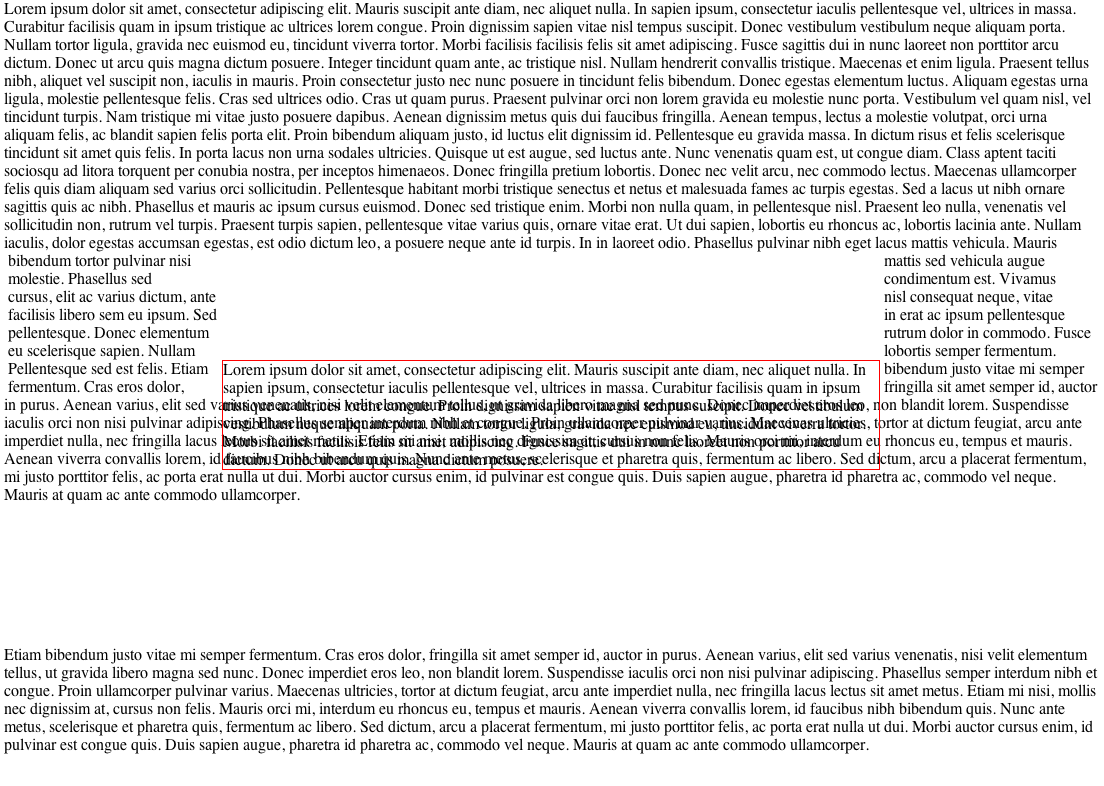 Lorem ipsum dolor sit amet, consectetur adipiscing elit. Mauris suscipit ante diam, nec aliquet nulla. In sapien ipsum, consectetur iaculis pellentesque vel, ultrices in massa.
Curabitur facilisis quam in ipsum tristique ac ultrices lorem congue. Proin dignissim sapien vitae nisl tempus suscipit. Donec vestibulum vestibulum neque aliquam porta.
Nullam tortor ligula, gravida nec euismod eu, tincidunt viverra tortor. Morbi facilisis facilisis felis sit amet adipiscing. Fusce sagittis dui in nunc laoreet non porttitor arcu
dictum. Donec ut arcu quis magna dictum posuere. Integer tincidunt quam ante, ac tristique nisl. Nullam hendrerit convallis tristique. Maecenas et enim ligula. Praesent tellus
nibh, aliquet vel suscipit non, iaculis in mauris. Proin consectetur justo nec nunc posuere in tincidunt felis bibendum. Donec egestas elementum luctus. Aliquam egestas urna
ligula, molestie pellentesque felis. Cras sed ultrices odio. Cras ut quam purus. Praesent pulvinar orci non lorem gravida eu molestie nunc porta. Vestibulum vel quam nisl, vel
tincidunt turpis. Nam tristique mi vitae justo posuere dapibus. Aenean dignissim metus quis dui faucibus fringilla. Aenean tempus, lectus a molestie volutpat, orci urna
aliquam felis, ac blandit sapien felis porta elit. Proin bibendum aliquam justo, id luctus elit dignissim id. Pellentesque eu gravida massa. In dictum risus et felis scelerisque
tincidunt sit amet quis felis. In porta lacus non urna sodales ultricies. Quisque ut est augue, sed luctus ante. Nunc venenatis quam est, ut congue diam. Class aptent taciti
sociosqu ad litora torquent per conubia nostra, per inceptos himenaeos. Donec fringilla pretium lobortis. Donec nec velit arcu, nec commodo lectus. Maecenas ullamcorper
felis quis diam aliquam sed varius orci sollicitudin. Pellentesque habitant morbi tristique senectus et netus et malesuada fames ac turpis egestas. Sed a lacus ut nibh ornare
sagittis quis ac nibh. Phasellus et mauris ac ipsum cursus euismod. Donec sed tristique enim. Morbi non nulla quam, in pellentesque nisl. Praesent leo nulla, venenatis vel
sollicitudin non, rutrum vel turpis. Praesent turpis sapien, pellentesque vitae varius quis, ornare vitae erat. Ut dui sapien, lobortis eu rhoncus ac, lobortis lacinia ante. Nullam
iaculis, dolor egestas accumsan egestas, est odio dictum leo, a posuere neque ante id turpis. In in laoreet odio. Phasellus pulvinar nibh eget lacus mattis vehicula. Mauris
bibendum tortor pulvinar nisi
molestie. Phasellus sed
cursus, elit ac varius dictum, ante
facilisis libero sem eu ipsum. Sed
pellentesque. Donec elementum
eu scelerisque sapien. Nullam
Pellentesque sed est felis. Etiam
fermentum. Cras eros dolor,
mattis sed vehicula augue
condimentum est. Vivamus
nisl consequat neque, vitae
in erat ac ipsum pellentesque
rutrum dolor in commodo. Fusce
lobortis semper fermentum.
bibendum justo vitae mi semper
fringilla sit amet semper id, auctor
Lorem ipsum dolor sit amet, consectetur adipiscing elit. Mauris suscipit ante diam, nec aliquet nulla. In
sapien ipsum, consectetur iaculis pellentesque vel, ultrices in massa. Curabitur facilisis quam in ipsum
in purus. Aenean varius, elit sed non blandit lorem. Suspendisse
iaculis orci non nisi pulvinar tortor at dictum feugiat, arcu ante
imperdiet nulla, nec fringilla lacus eu rhoncus eu, tempus et mauris.
Aenean viverra convallis lorem, id scelerisque et pharetra quis, fermentum ac libero. Sed dictum, arcu a placerat fermentum,
mi justo porttitor felis, ac porta erat nulla ut dui. Morbi auctor cursus enim, id pulvinar est congue quis. Duis sapien augue, pharetra id pharetra ac, commodo vel neque.
Mauris at quam ac ante commodo ullamcorper.
Etiam bibendum justo vitae mi semper fermentum. Cras eros dolor, fringilla sit amet semper id, auctor in purus. Aenean varius, elit sed varius venenatis, nisi velit elementum
tellus, ut gravida libero magna sed nunc. Donec imperdiet eros leo, non blandit lorem. Suspendisse iaculis orci non nisi pulvinar adipiscing. Phasellus semper interdum nibh et
congue. Proin ullamcorper pulvinar varius. Maecenas ultricies, tortor at dictum feugiat, arcu ante imperdiet nulla, nec fringilla lacus lectus sit amet metus. Etiam mi nisi, mollis
nec dignissim at, cursus non felis. Mauris orci mi, interdum eu rhoncus eu, tempus et mauris. Aenean viverra convallis lorem, id faucibus nibh bibendum quis. Nunc ante
metus, scelerisque et pharetra quis, fermentum ac libero. Sed dictum, arcu a placerat fermentum, mi justo porttitor felis, ac porta erat nulla ut dui. Morbi auctor cursus enim, id
pulvinar est congue quis. Duis sapien augue, pharetra id pharetra ac, commodo vel neque. Mauris at quam ac ante commodo ullamcorper.